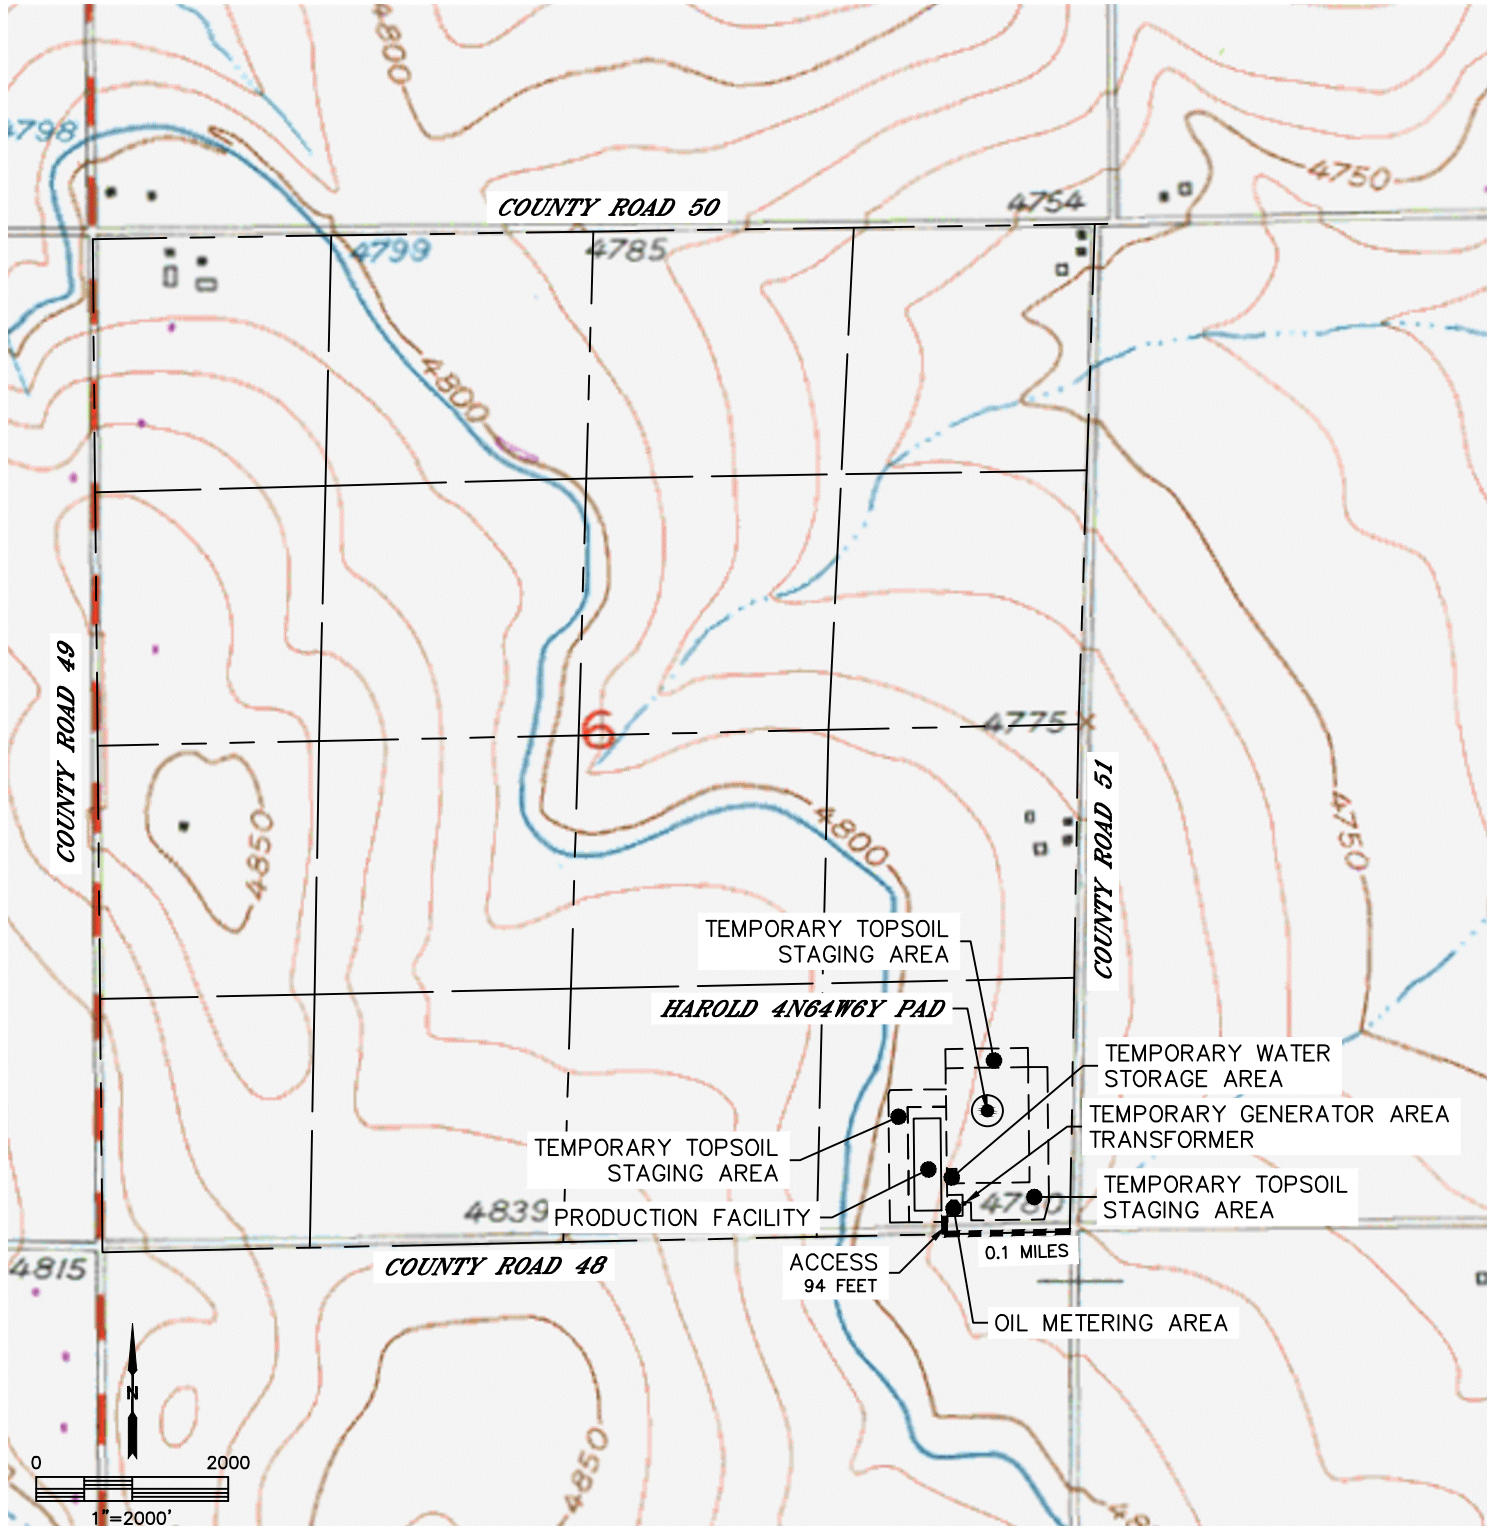 4800
4798
4750
4754
COUNTY ROAD 50
4799
4785
4800
COUNTY ROAD 49
6
4775
COUNTY ROAD 51
4750
4850
4800
TEMPORARY TOPSOIL
STAGING AREA
HAROLD 4N64W6Y PAD
TEMPORARY WATER
STORAGE AREA
TEMPORARY GENERATOR AREA
TRANSFORMER
TEMPORARY TOPSOIL
STAGING AREA
TEMPORARY TOPSOIL
STAGING AREA
4839
PRODUCTION FACILITY
4780
0.1 MILES
ACCESS
94 FEET
COUNTY ROAD 48
4815
OIL METERING AREA
N
4850
0 2000
1"=2000'